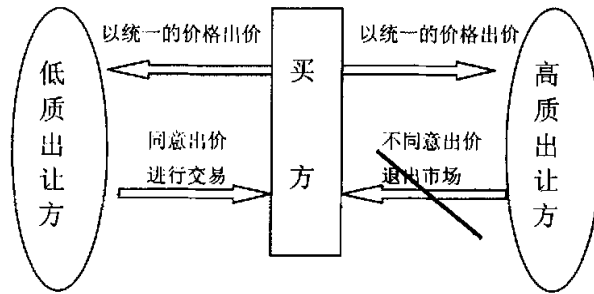 以统一的价格出价
以统一的价格出价
低质出让方
买方
高质出让方
同意出价
进行交易
不同意出价
退出市场